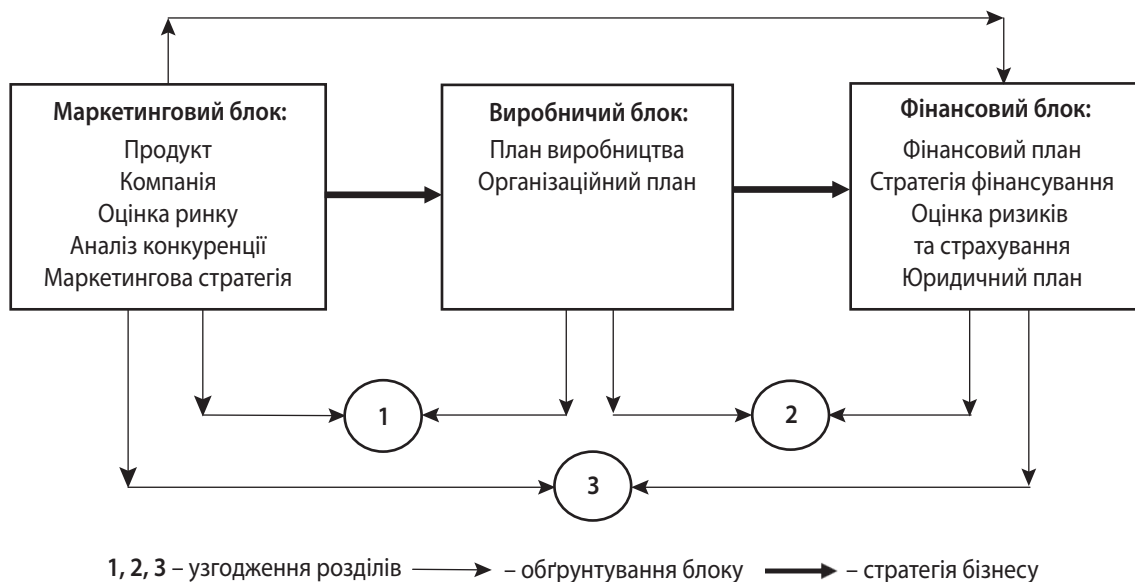 Маркетинговий блок:
Продукт
Компанія
Оцінка ринку
Аналіз конкуренції
Маркетингова стратегія
Виробничий блок:
План виробництва
Організаційний план
Фінансовий блок:
Фінансовий план
Стратегія фінансування
Оцінка ризиків
та страхування
Юридичний план
1
2
3
1, 2, 3 – узгодження розділів – обґрунтування блоку – стратегія бізнесу